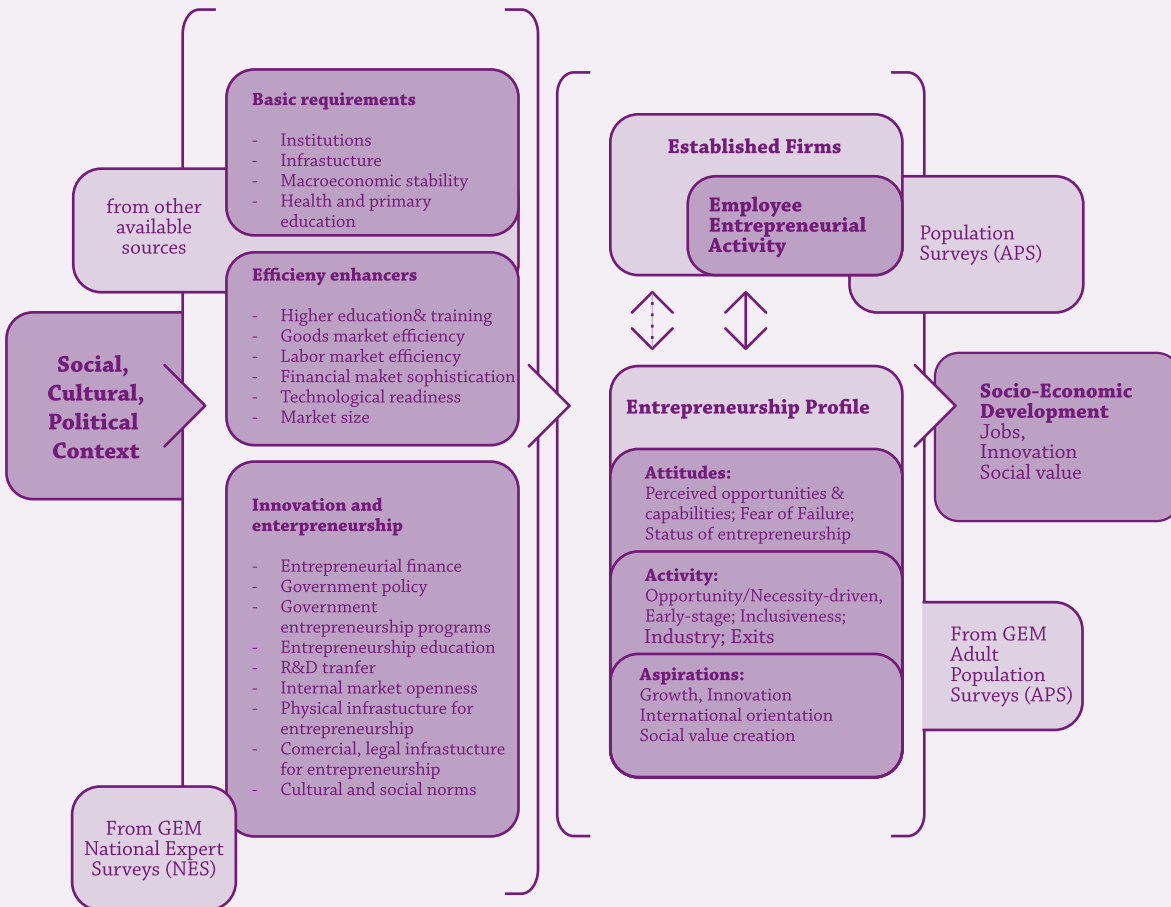 Social,
Cultural,
Political
Context
from other
available
sources
Basic requirements
- Institutions
- Infrastucture
- Macroeconomic stability
- Health and primary
education
Efficieny enhancers
- Higher education& training
- Goods market efficiency
- Labor market efficiency
- Financial maket sophistication
- Technological readiness
- Market size
Innovation and
enterpreneurship
- Entrepreneurial finance
- Government policy
- Government
entrepreneurship programs
- Entrepreneurship education
- R&D tranfer
- Internal market openness
- Physical infrastucture for
entrepreneurship
- Comercial, legal infrastucture
for entrepreneurship
- Cultural and social norms
From GEM
National Expert
Surveys (NES)
Established Firms
Employee
Entrepreneurial
Activity
Population
Surveys (APS)
Entrepreneurship Profile
Attitudes:
Perceived opportunities &
capabilities; Fear of Failure;
Status of entrepreneurship
Activity:
Opportunity/Necessity-driven,
Early-stage; Inclusiveness;
Industry; Exits
Aspirations:
Growth, Innovation
International orientation
Social value creation
Socio-Economic
Development
Jobs,
Innovation
Social value
From GEM
Adult
Population
Surveys (APS)